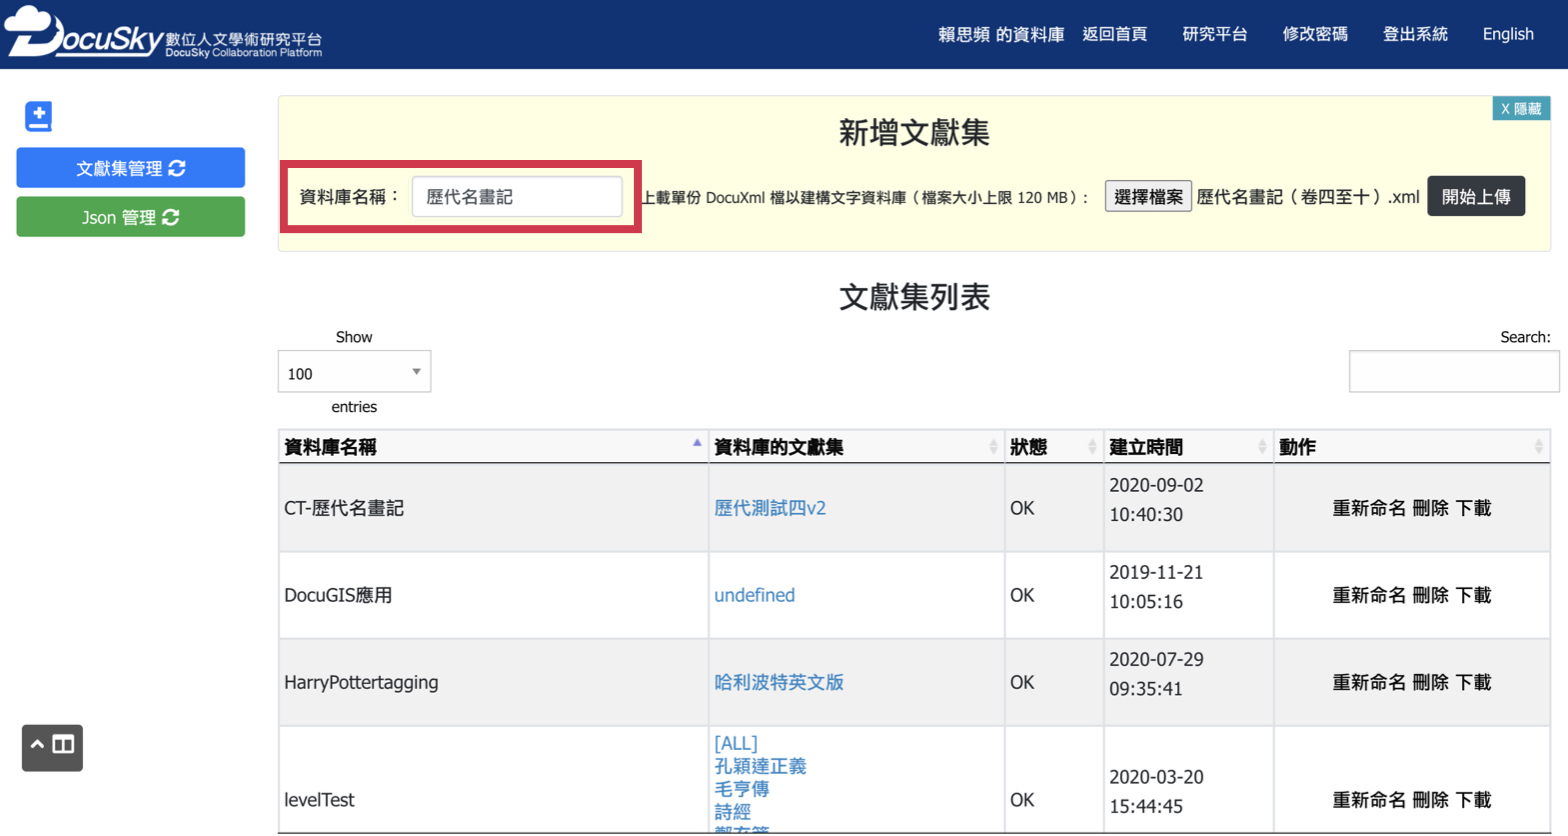 DocuSky 數位人文學術研究平台
DocuSky Collaboration Platform
賴思頻 的資料庫 返回首頁 研究平台 修改密碼 登出系統 English
X 隱藏
新增文獻集
文獻集管理
Json 管理
資料庫名稱： 歷代名畫記 上載單份 DocuXml 檔以建構文字資料庫（檔案大小上限 120 MB）： 選擇檔案 歷代名畫記（卷四至十）.xml 開始上傳
文獻集列表
Show
100
entries
Search:
資料庫名稱 資料庫的文獻集 狀態 建立時間 動作
CT-歷代名畫記 歷代測試四v2 OK 2020-09-02 10:40:30 重新命名 刪除 下載
DocuGIS應用 undefined OK 2019-11-21 10:05:16 重新命名 刪除 下載
HarryPottertagging 哈利波特英文版 OK 2020-07-29 09:35:41 重新命名 刪除 下載
[ALL]
孔穎達正義
毛亨傳
詩經
levelTest OK 2020-03-20 15:44:45 重新命名 刪除 下載